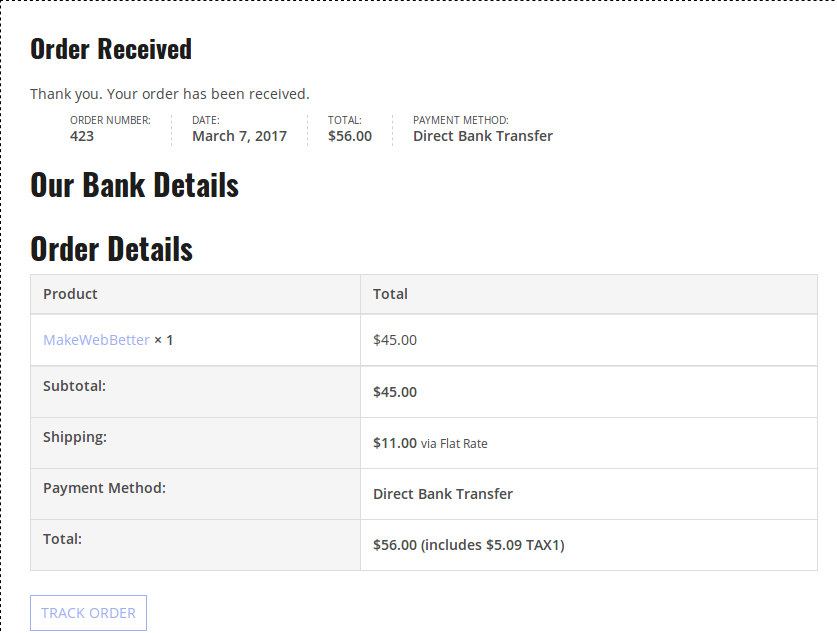 Order Received
Thank you. Your order has been received.
ORDER NUMBER: DATE: TOTAL: PAYMENT METHOD:
423 March 7, 2017 $56.00 Direct Bank Transfer
Our Bank Details
Order Details
Product Total
MakeWebBetter × 1 $45.00
Subtotal: $45.00
Shipping: $11.00 via Flat Rate
Payment Method: Direct Bank Transfer
Total: $56.00 (includes $5.09 TAX1)
TRACK ORDER